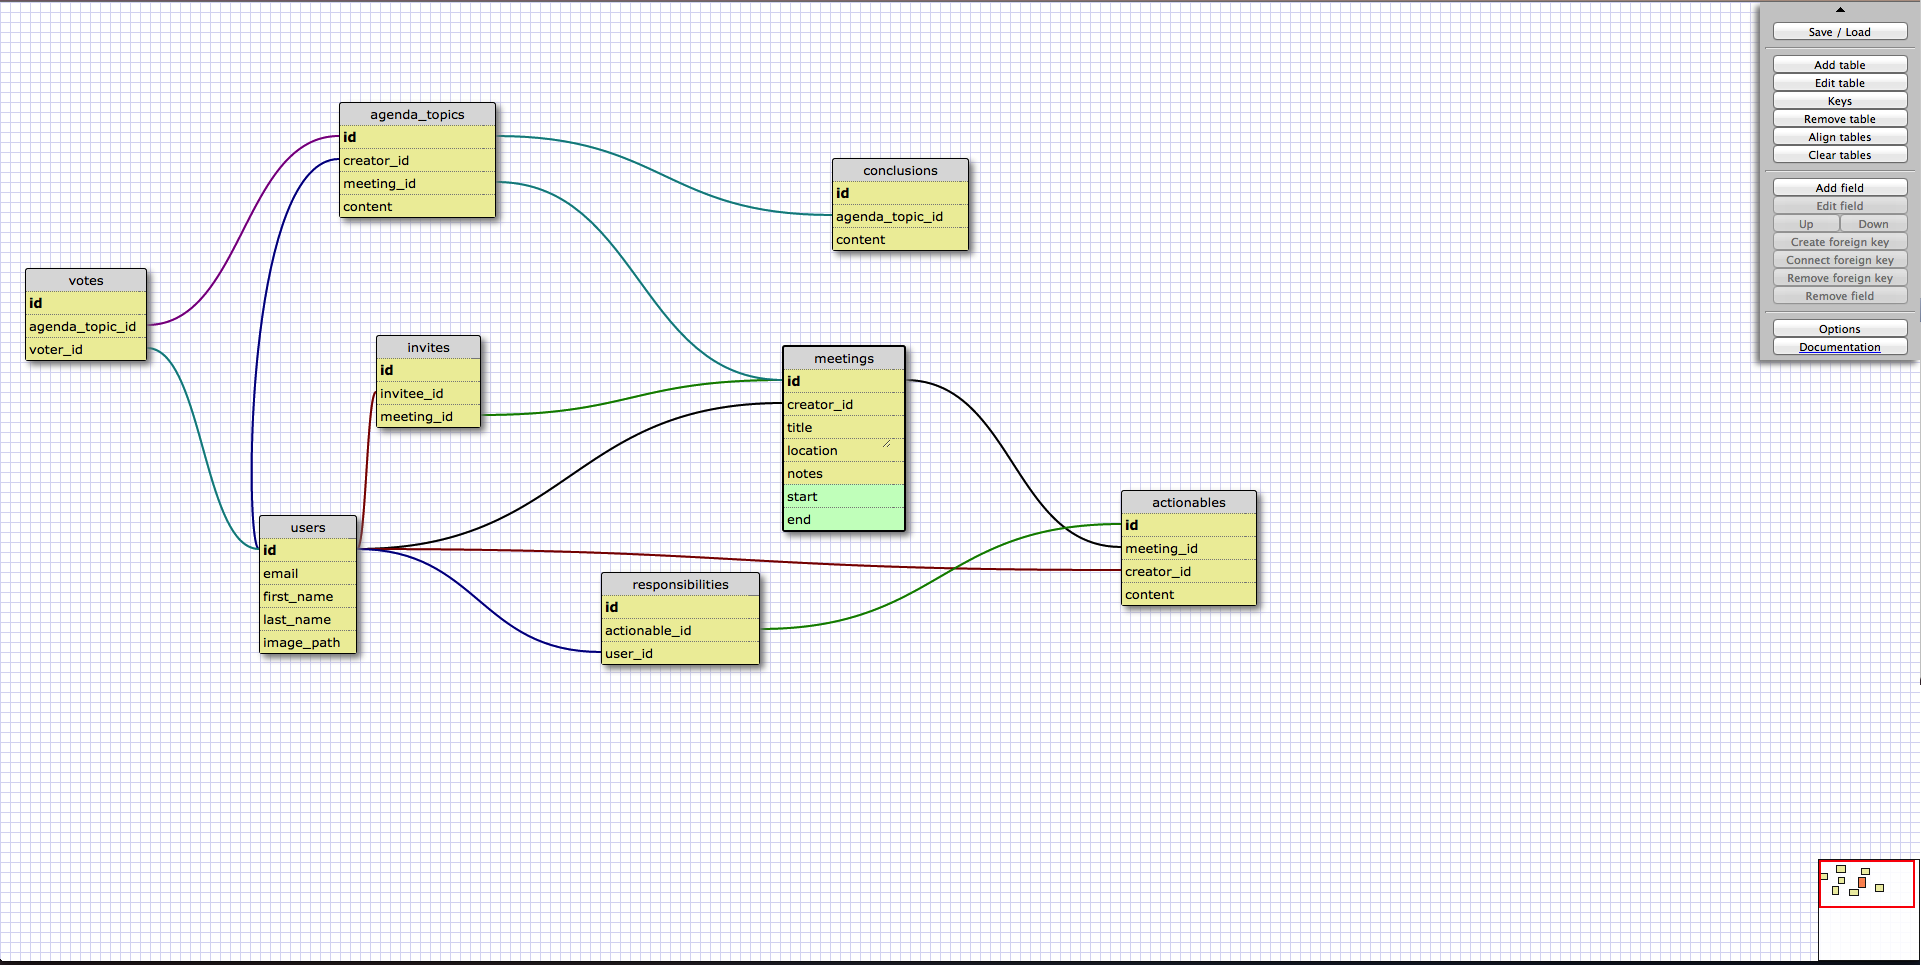 agenda_topics
id
creator_id
meeting_id
content
conclusions
id
agenda_topic_id
content
votes
id
agenda_topic_id
voter_id
invites
id
invitee_id
meeting_id
meetings
id
creator_id
title
location
notes
start
end
users
id
email
first_name
last_name
image_path
responsibilities
id
actionable_id
user_id
actionables
id
meeting_id
creator_id
content
Save / Load
Add table
Edit table
Keys
Remove table
Align tables
Clear tables
Add field
Edit field
Up Down
Create foreign key
Connect foreign key
Remove foreign key
Remove field
Options
Documentation